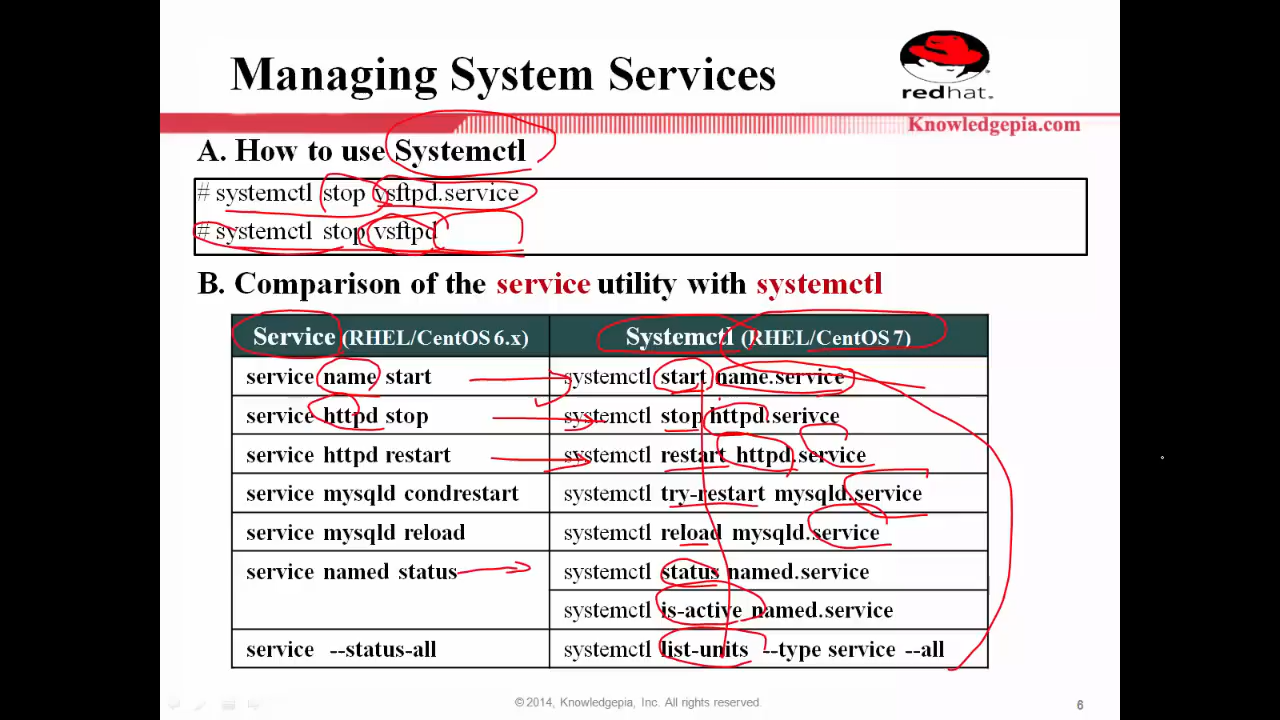 Managing System Services
redhat.
Knowledgepia.com
A. How to use Systemctl
# systemctl stop vsftpd.service
# systemctl stop vsftpd
B. Comparison of the service utility with systemctl
Service (RHEL/CentOS 6.x) Systemctl (RHEL/CentOS 7)
service name start systemctl start name.service
service httpd stop systemctl stop httpd.serivce
service httpd restart systemctl restart httpd.service
service mysqld condrestart systemctl try-restart mysqld.service
service mysqld reload systemctl reload mysqld.service
service named status systemctl status named.service
systemctl is-active named.service
service --status-all systemctl list-units --type service --all
© 2014, Knowledgepia, Inc. All rights reserved.
6